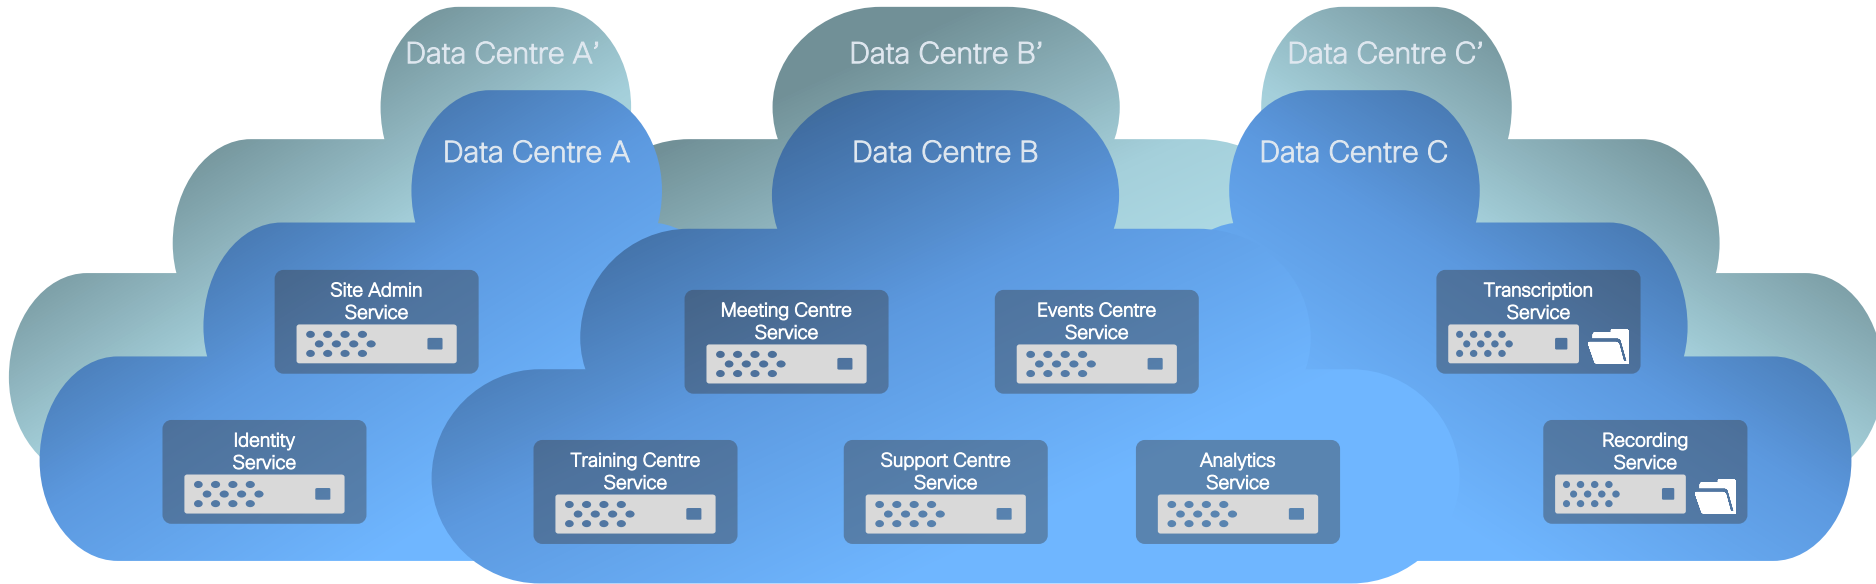 Data Centre A’
Data Centre B’
Data Centre C’
Data Centre A
Data Centre B
Data Centre C
Site Admin
Service
Meeting Centre
Service
Events Centre
Service
Transcription
Service
Identity
Service
Training Centre
Service
Support Centre
Service
Analytics
Service
Recording
Service